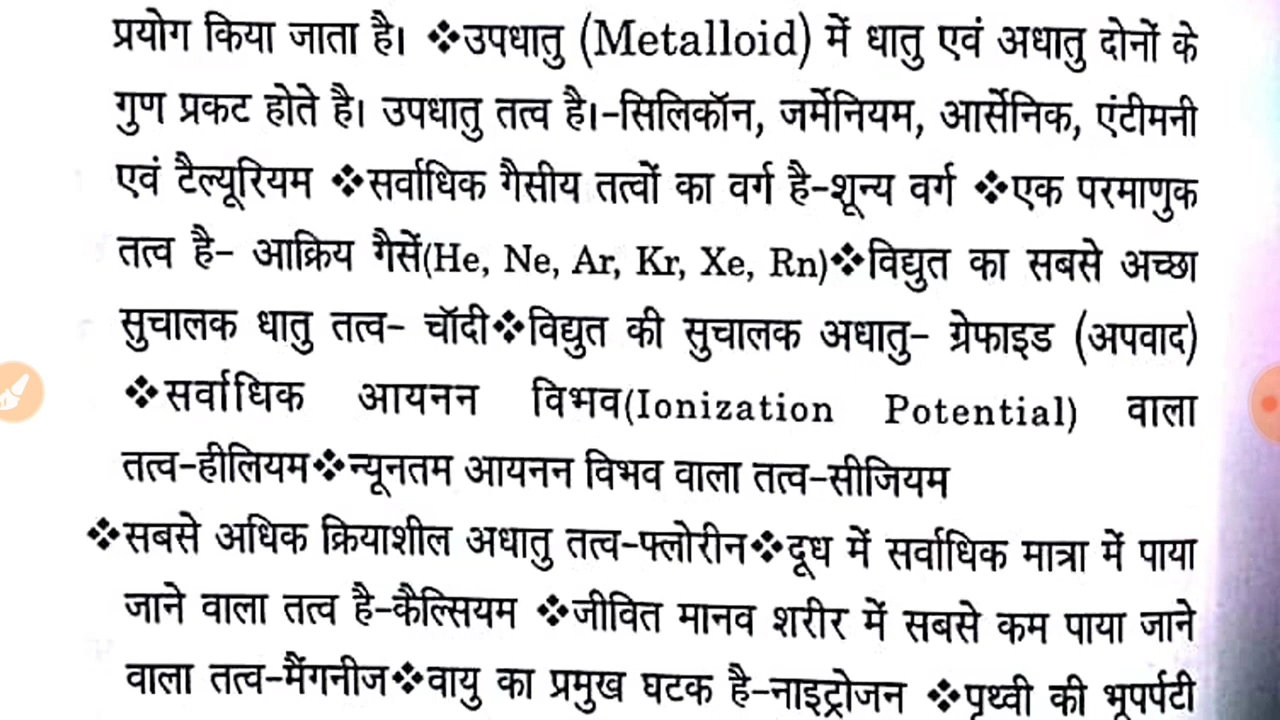 प्रयोग किया जाता है। ❖उपधातु (Metalloid) में धातु एवं अधातु दोनों के
गुण प्रकट होते है। उपधातु तत्व है।-सिलिकॉन, जर्मेनियम, आर्सेनिक, एंटीमनी
एवं टैल्यूरियम ❖सर्वाधिक गैसीय तत्वों का वर्ग है-शून्य वर्ग ❖एक परमाणुक
तत्व है- आक्रिय गैसें(He, Ne, Ar, Kr, Xe, Rn)❖विद्युत का सबसे अच्छा
सुचालक धातु तत्व- चॉदी❖विद्युत की सुचालक अधातु- ग्रेफाइड (अपवाद)
❖सर्वाधिक आयनन विभव(Ionization Potential) वाला
तत्व-हीलियम❖न्यूनतम आयनन विभव वाला तत्व-सीजियम
❖सबसे अधिक क्रियाशील अधातु तत्व-फ्लोरीन❖दूध में सर्वाधिक मात्रा में पाया
जाने वाला तत्व है-कैल्सियम ❖जीवित मानव शरीर में सबसे कम पाया जाने
वाला तत्व-मैंगनीज❖वायु का प्रमुख घटक है-नाइट्रोजन ❖पृथ्वी की भूपर्पटी